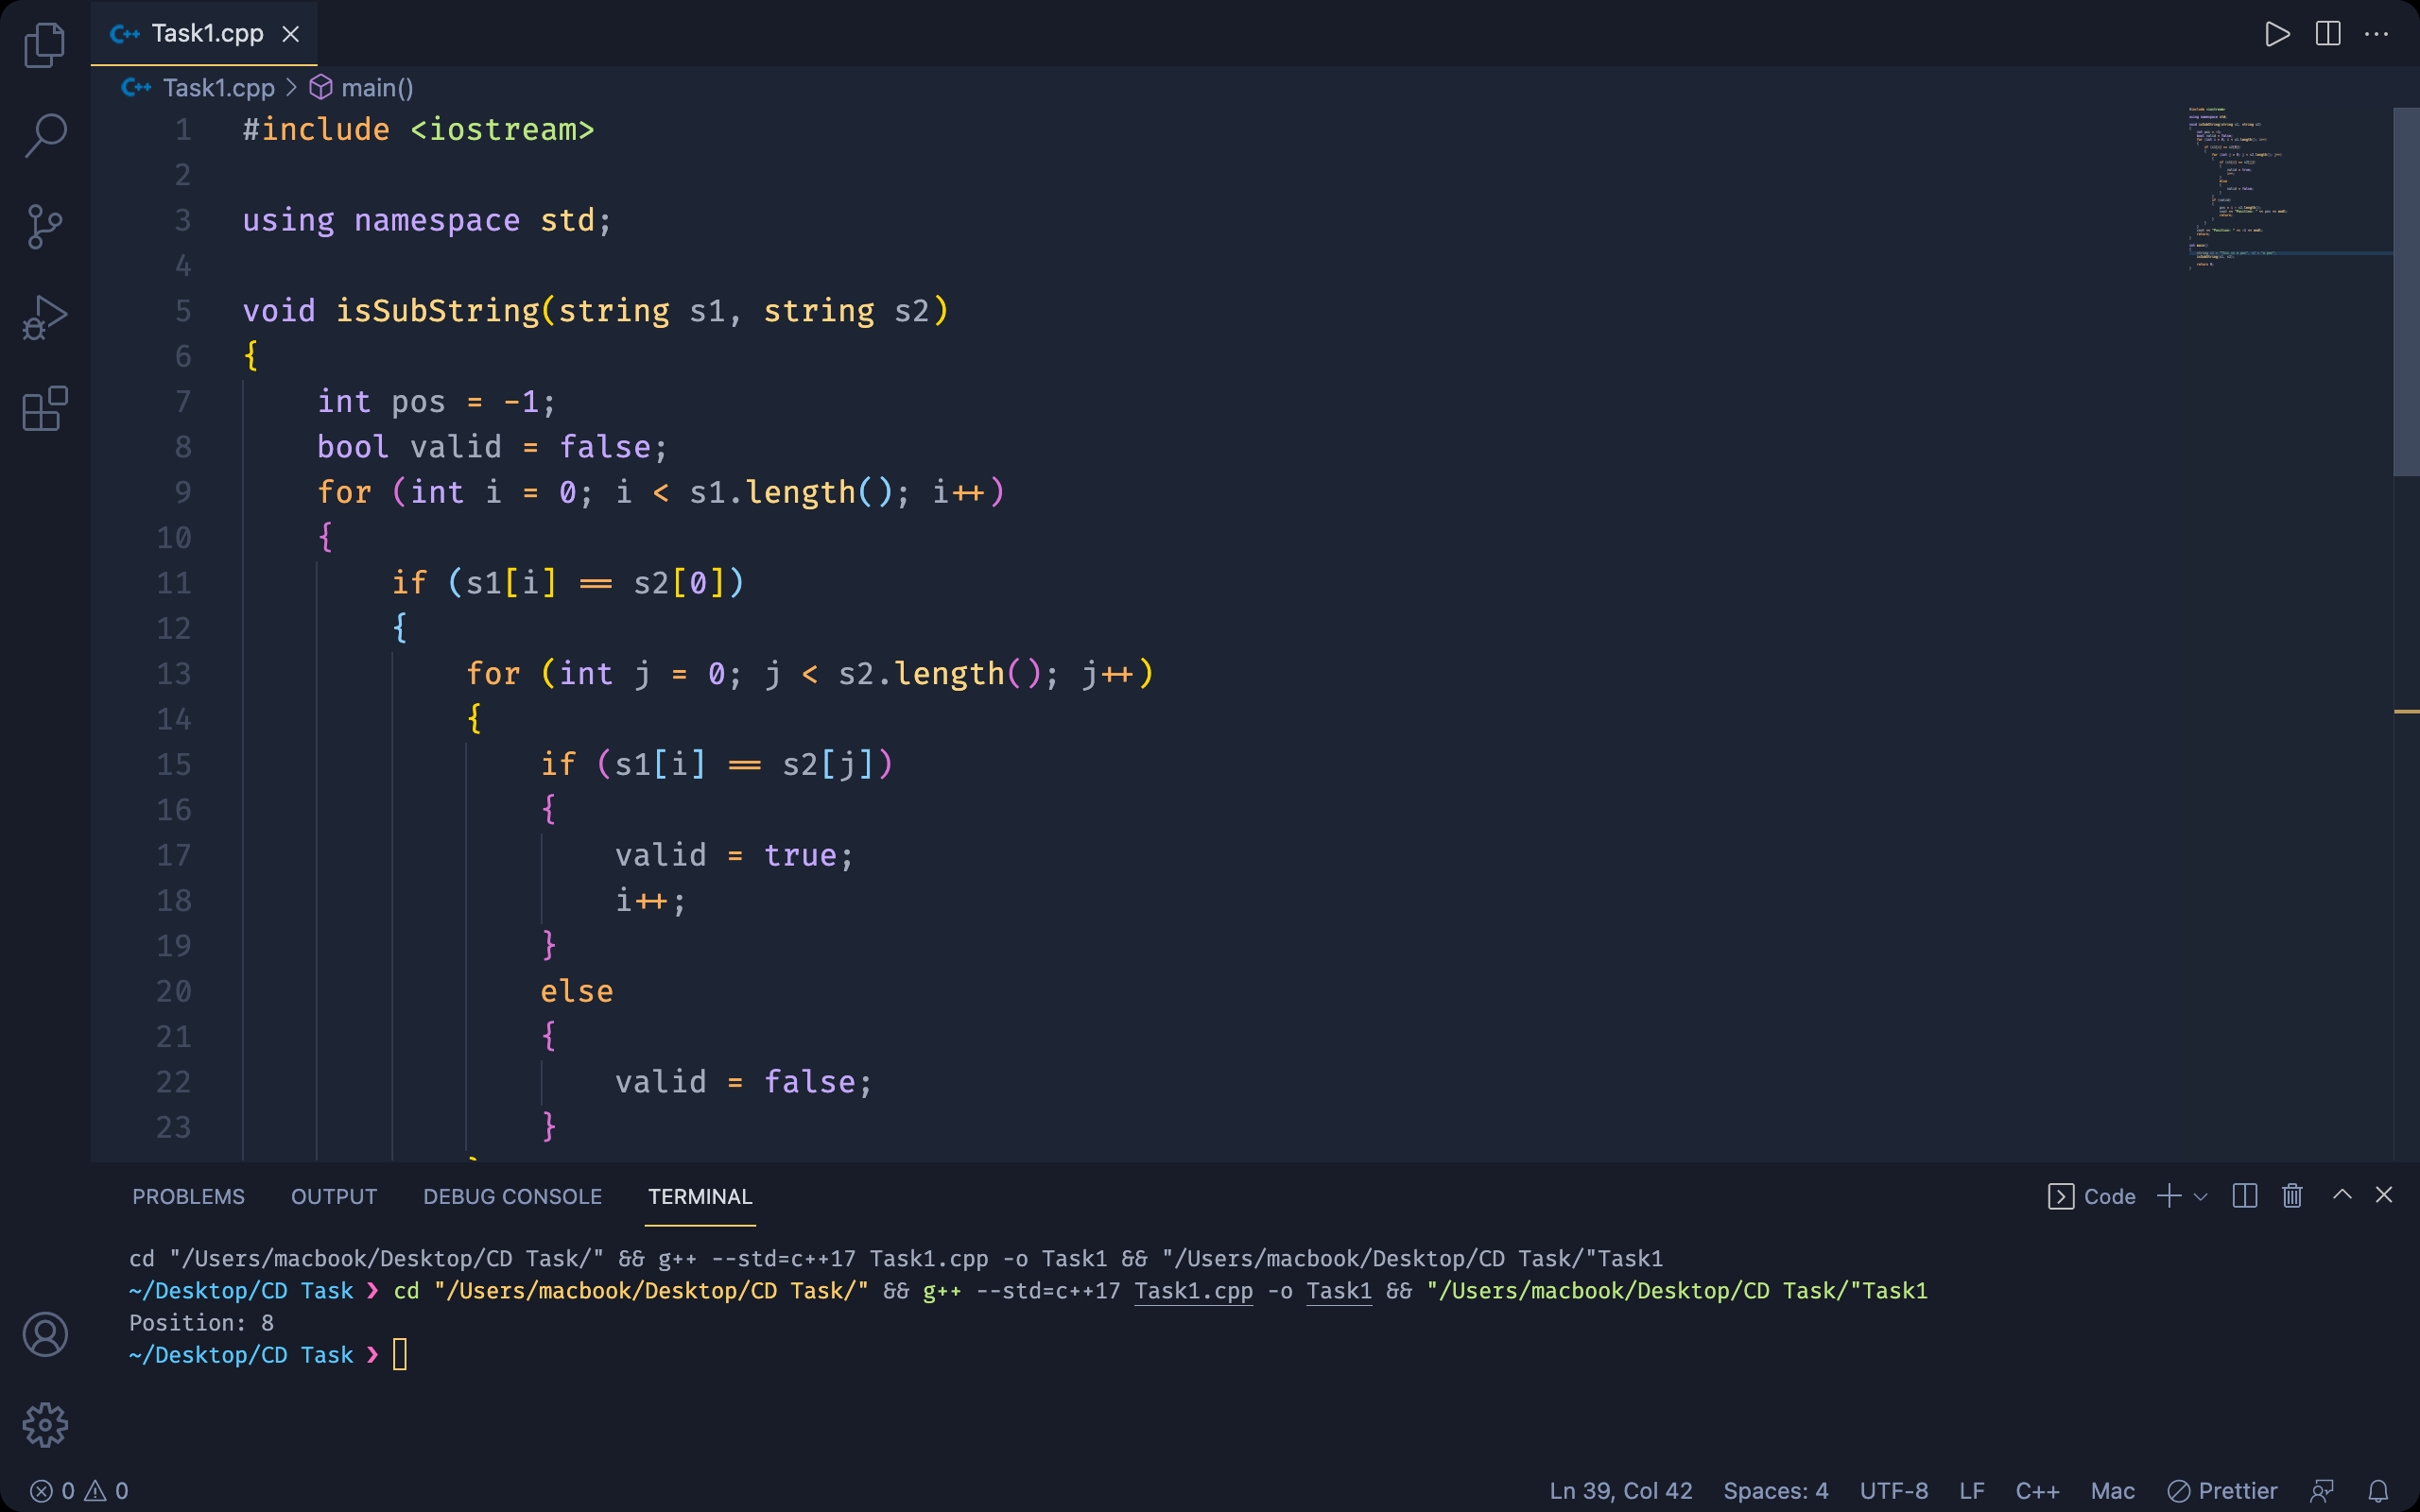 Task1.cpp
Task1.cpp > main()
1 #include <iostream>
2
3 using namespace std;
4
5 void isSubString(string s1, string s2)
6 {
7 int pos = -1;
8 bool valid = false;
9 for (int i = 0; i < s1.length(); i++)
10 {
11 if (s1[i] == s2[0])
12 {
13 for (int j = 0; j < s2.length(); j++)
14 {
15 if (s1[i] == s2[j])
16 {
17 valid = true;
18 i++;
19 }
20 else
21 {
22 valid = false;
23 }
PROBLEMS OUTPUT DEBUG CONSOLE TERMINAL Code
cd "/Users/macbook/Desktop/CD Task/" && g++ --std=c++17 Task1.cpp -o Task1 && "/Users/macbook/Desktop/CD Task/"Task1
~/Desktop/CD Task ❯ cd "/Users/macbook/Desktop/CD Task/" && g++ --std=c++17 Task1.cpp -o Task1 && "/Users/macbook/Desktop/CD Task/"Task1
Position: 8
~/Desktop/CD Task ❯
0 0 Ln 39, Col 42 Spaces: 4 UTF-8 LF C++ Mac Prettier